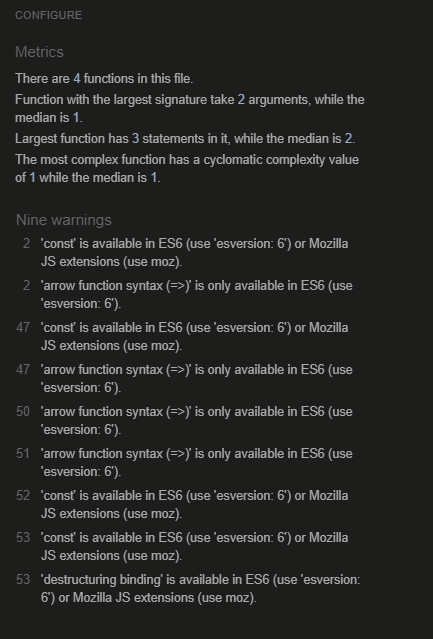 CONFIGURE
Metrics
There are 4 functions in this file.
Function with the largest signature take 2 arguments, while the
median is 1.
Largest function has 3 statements in it, while the median is 2.
The most complex function has a cyclomatic complexity value
of 1 while the median is 1.
Nine warnings
2 'const' is available in ES6 (use 'esversion: 6') or Mozilla
JS extensions (use moz).
2 'arrow function syntax (=>)' is only available in ES6 (use
'esversion: 6').
47 'const' is available in ES6 (use 'esversion: 6') or Mozilla
JS extensions (use moz).
47 'arrow function syntax (=>)' is only available in ES6 (use
'esversion: 6').
50 'arrow function syntax (=>)' is only available in ES6 (use
'esversion: 6').
51 'arrow function syntax (=>)' is only available in ES6 (use
'esversion: 6').
52 'const' is available in ES6 (use 'esversion: 6') or Mozilla
JS extensions (use moz).
53 'const' is available in ES6 (use 'esversion: 6') or Mozilla
JS extensions (use moz).
53 'destructuring binding' is available in ES6 (use 'esversion:
6') or Mozilla JS extensions (use moz).